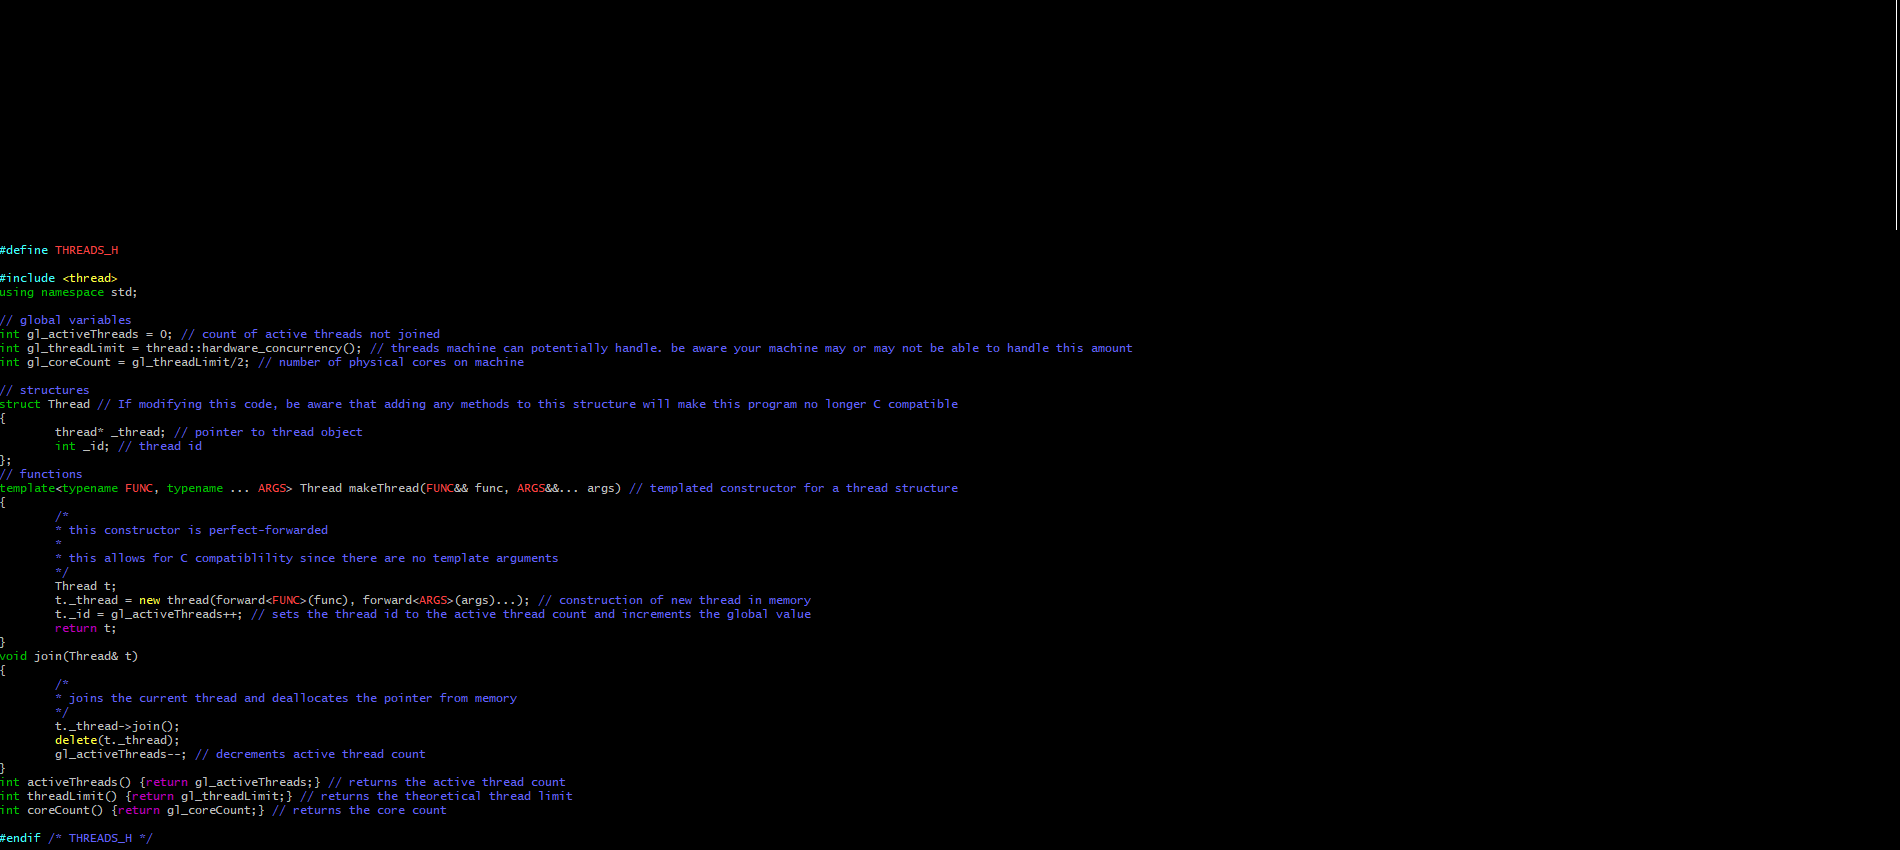 #define THREADS_H
#include <thread>
using namespace std;
// global variables
int gl_activeThreads = 0; // count of active threads not joined
int gl_threadLimit = thread::hardware_concurrency(); // threads machine can potentially handle. be aware your machine may or may not be able to handle this amount
int gl_coreCount = gl_threadLimit/2; // number of physical cores on machine
// structures
struct Thread // If modifying this code, be aware that adding any methods to this structure will make this program no longer C compatible
{
thread* _thread; // pointer to thread object
int _id; // thread id
};
// functions
template<typename FUNC, typename ... ARGS> Thread makeThread(FUNC&& func, ARGS&&... args) // templated constructor for a thread structure
{
/*
* this constructor is perfect-forwarded
*
* this allows for C compatiblility since there are no template arguments
*/
Thread t;
t._thread = new thread(forward<FUNC>(func), forward<ARGS>(args)...); // construction of new thread in memory
t._id = gl_activeThreads++; // sets the thread id to the active thread count and increments the global value
return t;
}
void join(Thread& t)
{
/*
* joins the current thread and deallocates the pointer from memory
*/
t._thread->join();
delete(t._thread);
gl_activeThreads--; // decrements active thread count
}
int activeThreads() {return gl_activeThreads;} // returns the active thread count
int threadLimit() {return gl_threadLimit;} // returns the theoretical thread limit
int coreCount() {return gl_coreCount;} // returns the core count
#endif /* THREADS_H */